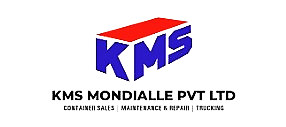 KMS
KMS MONDIALLE PVT LTD
CONTAINER SALES | MAINTENANCE & REPAIR | TRUCKING